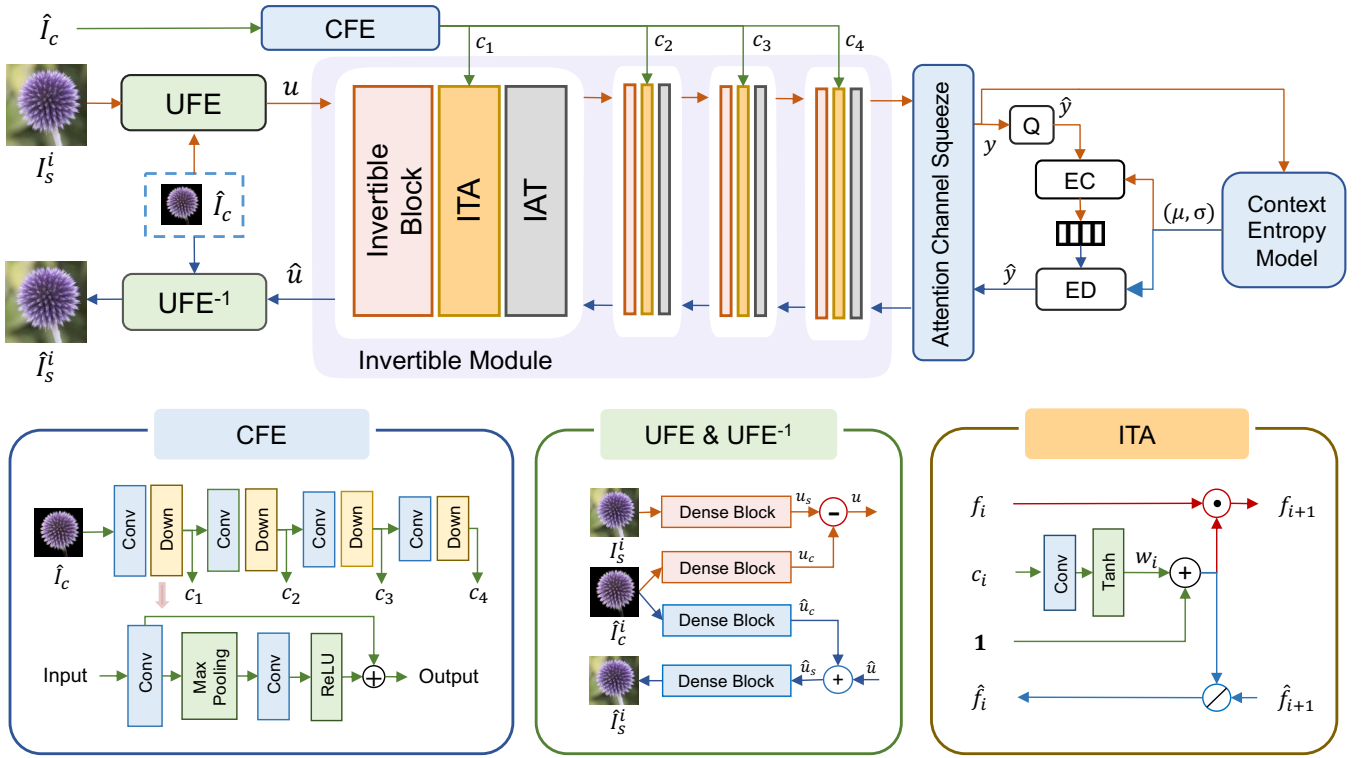 Î_c
CFE
c_1
c_2
c_3
c_4
I_s^i
UFE
u
Î_c
Î_s^i
UFE⁻¹
û
Invertible Block
ITA
IAT
Invertible Module
Attention Channel Squeeze
y
Q
ŷ
EC
(μ, σ)
Context
Entropy
Model
ŷ
ED
CFE
Î_c
Conv
Down
Conv
Down
Conv
Down
Conv
Down
c_1
c_2
c_3
c_4
Input
Conv
Max Pooling
Conv
ReLU
+
Output
UFE & UFE⁻¹
I_s^i
Dense Block
u_s
−
u
Dense Block
u_c
Î_c^i
Dense Block
û_c
Î_s^i
Dense Block
û_s
+
û
ITA
f_i
f_{i+1}
c_i
Conv
Tanh
w_i
+
1
f̂_i
f̂_{i+1}